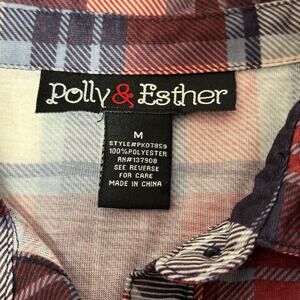 Polly & Esther
M
STYLE#PK07859
100%POLYESTER
RN#137908
SEE REVERSE
FOR CARE
MADE IN CHINA